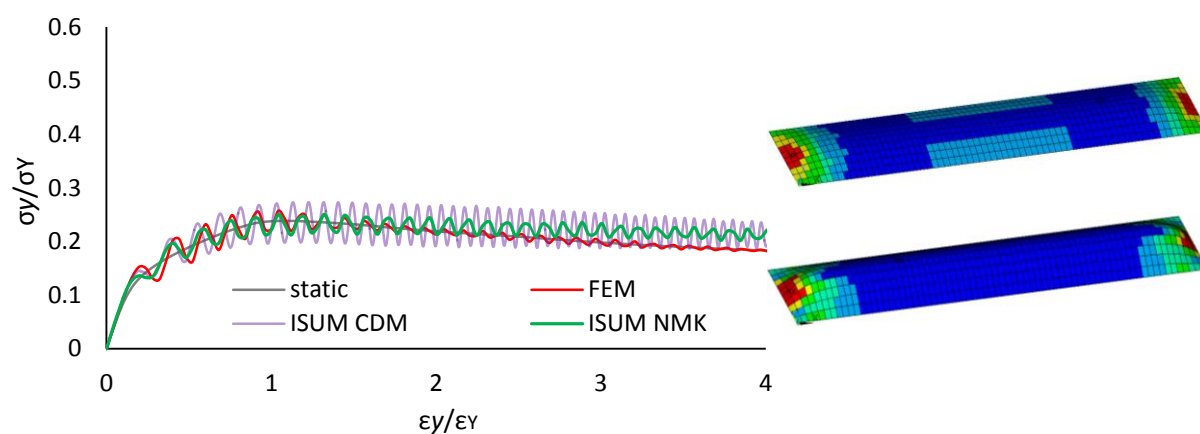 0.6
0.5
0.4
0.3
0.2
0.1
0
σy/σY
static
FEM
ISUM CDM
ISUM NMK
0 1 2 3 4
εy/εY